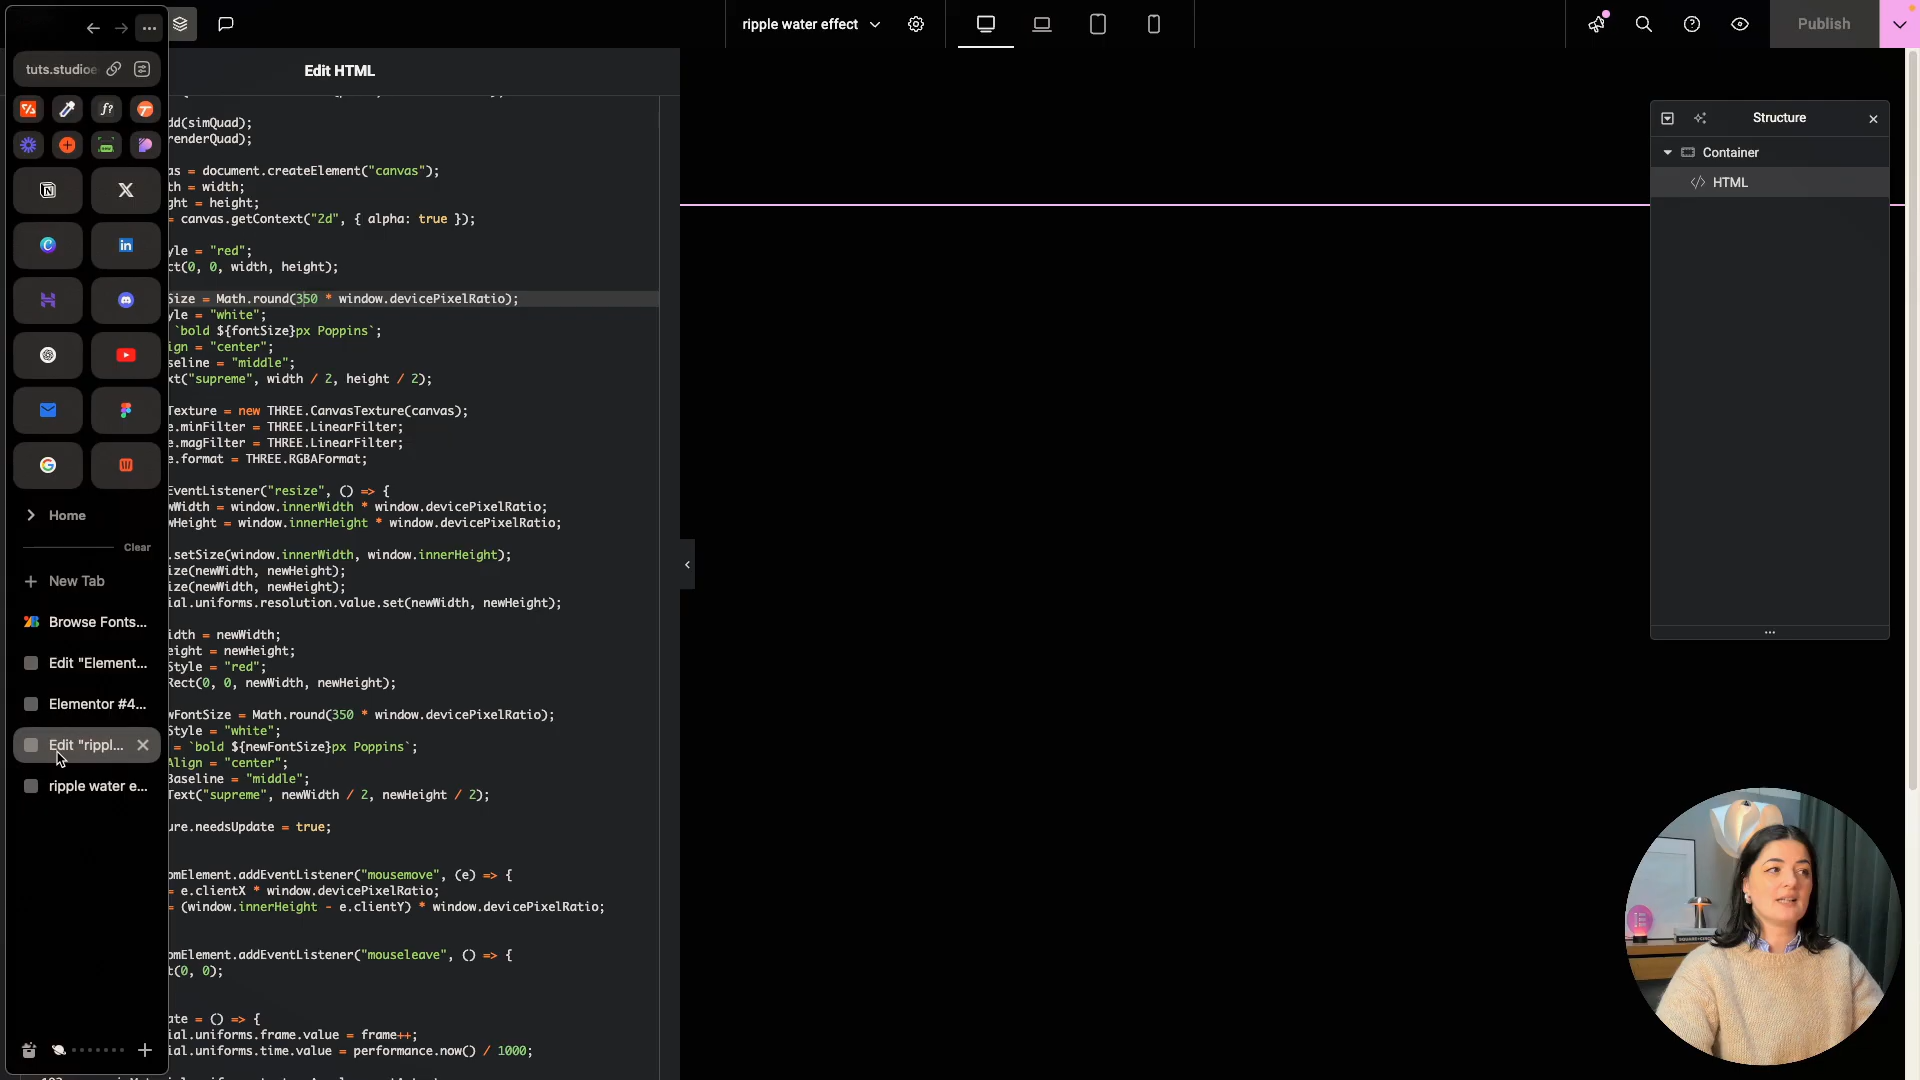 ripple water effect
Publish
tuts.studioe
Edit HTML
dd(simQuad);
renderQuad);
as = document.createElement("canvas");
th = width;
ght = height;
= canvas.getContext("2d", { alpha: true });
yle = "red";
ct(0, 0, width, height);
Size = Math.round(350 * window.devicePixelRatio);
yle = "white";
`bold ${fontSize}px Poppins`;
ign = "center";
seline = "middle";
xt("supreme", width / 2, height / 2);
Texture = new THREE.CanvasTexture(canvas);
e.minFilter = THREE.LinearFilter;
e.magFilter = THREE.LinearFilter;
e.format = THREE.RGBAFormat;
EventListener("resize", () => {
wWidth = window.innerWidth * window.devicePixelRatio;
wHeight = window.innerHeight * window.devicePixelRatio;
.setSize(window.innerWidth, window.innerHeight);
ize(newWidth, newHeight);
ize(newWidth, newHeight);
ial.uniforms.resolution.value.set(newWidth, newHeight);
idth = newWidth;
eight = newHeight;
Style = "red";
Rect(0, 0, newWidth, newHeight);
wFontSize = Math.round(350 * window.devicePixelRatio);
Style = "white";
= `bold ${newFontSize}px Poppins`;
Align = "center";
Baseline = "middle";
Text("supreme", newWidth / 2, newHeight / 2);
ure.needsUpdate = true;
omElement.addEventListener("mousemove", (e) => {
= e.clientX * window.devicePixelRatio;
= (window.innerHeight - e.clientY) * window.devicePixelRatio;
omElement.addEventListener("mouseleave", () => {
t(0, 0);
ate = () => {
ial.uniforms.frame.value = frame++;
ial.uniforms.time.value = performance.now() / 1000;
Home
Clear
New Tab
Browse Fonts...
Edit "Element...
Elementor #4...
Edit "rippl...
ripple water e...
Structure
Container
HTML